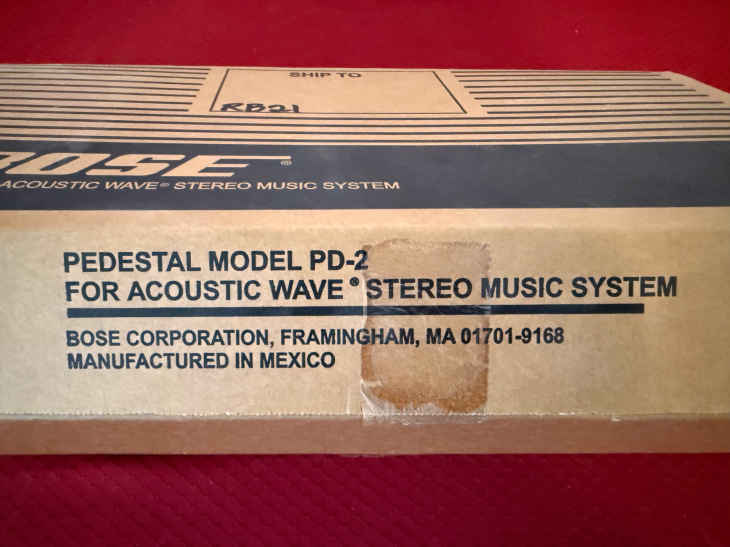 SHIP TO
RB21
BOSE®
ACOUSTIC WAVE® STEREO MUSIC SYSTEM
PEDESTAL MODEL PD-2
FOR ACOUSTIC WAVE® STEREO MUSIC SYSTEM
BOSE CORPORATION, FRAMINGHAM, MA 01701-9168
MANUFACTURED IN MEXICO